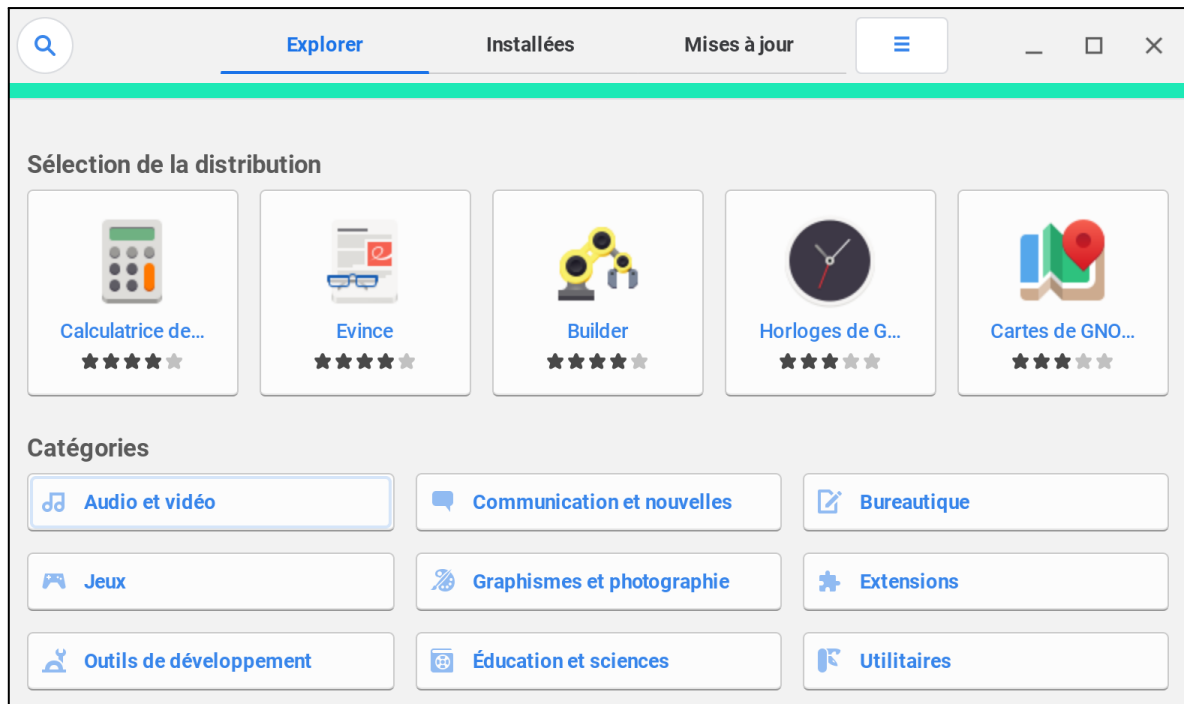 Explorer
Installées
Mises à jour
Sélection de la distribution
Calculatrice de...
Evince
Builder
Horloges de G...
Cartes de GNO...
Catégories
Audio et vidéo
Communication et nouvelles
Bureautique
Jeux
Graphismes et photographie
Extensions
Outils de développement
Éducation et sciences
Utilitaires